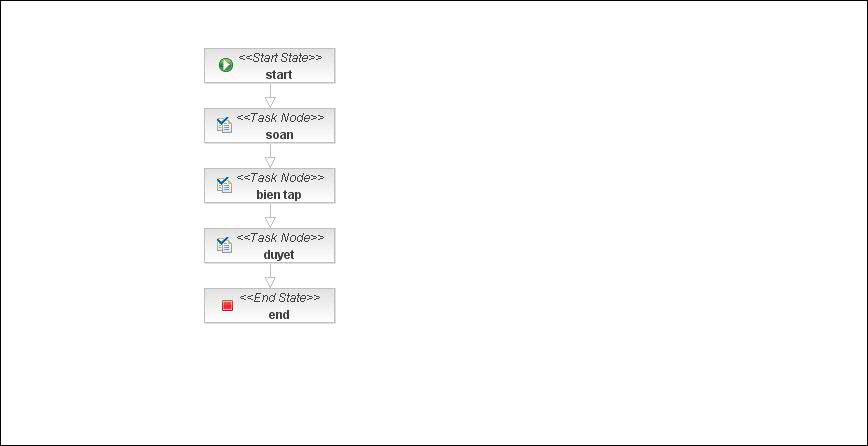 <<Start State>>
start
<<Task Node>>
soan
<<Task Node>>
bien tap
<<Task Node>>
duyet
<<End State>>
end